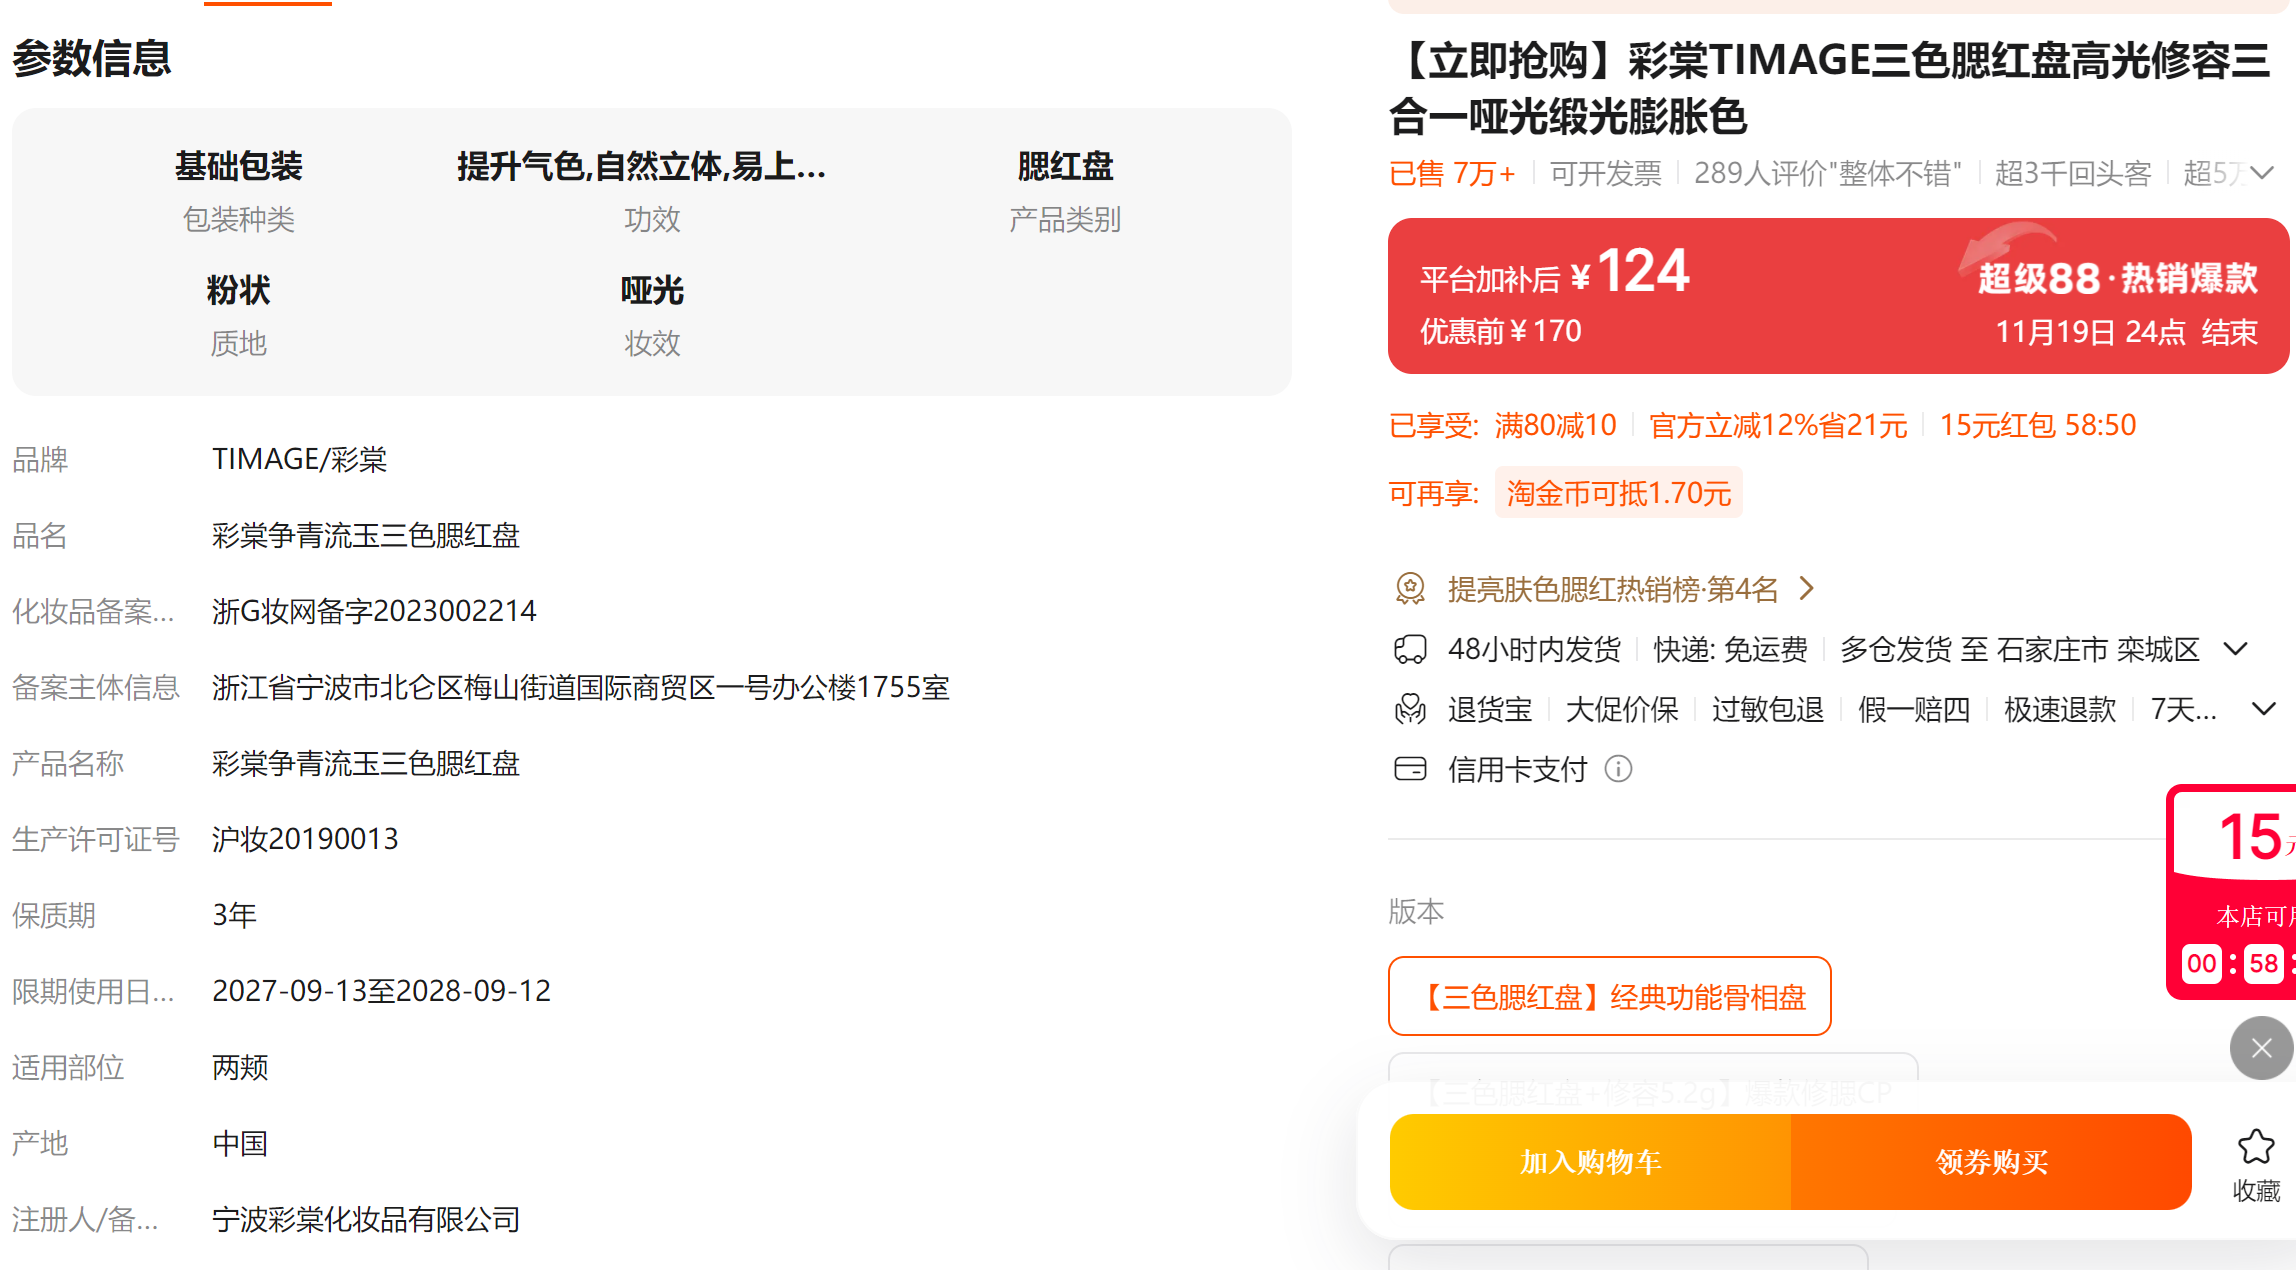 参数信息
基础包装
包装种类
提升气色,自然立体,易上...
功效
腮红盘
产品类别
粉状
质地
哑光
妆效
品牌 TIMAGE/彩棠
品名 彩棠争青流玉三色腮红盘
化妆品备案... 浙G妆网备字2023002214
备案主体信息 浙江省宁波市北仑区梅山街道国际商贸区一号办公楼1755室
产品名称 彩棠争青流玉三色腮红盘
生产许可证号 沪妆20190013
保质期 3年
限期使用日... 2027-09-13至2028-09-12
适用部位 两颊
产地 中国
注册人/备... 宁波彩棠化妆品有限公司
【立即抢购】彩棠TIMAGE三色腮红盘高光修容三
合一哑光缎光膨胀色
已售 7万+ 可开发票 289人评价"整体不错" 超3千回头客 超5万
平台加补后 ¥124
优惠前 ¥170
超级88·热销爆款
11月19日 24点 结束
已享受: 满80减10 官方立减12%省21元 15元红包 58:50
可再享: 淘金币可抵1.70元
提亮肤色腮红热销榜·第4名
48小时内发货 快递: 免运费 多仓发货 至 石家庄市 栾城区
退货宝 大促价保 过敏包退 假一赔四 极速退款 7天...
信用卡支付
15元
本店可用
00:58:
版本
【三色腮红盘】经典功能骨相盘
【三色腮红盘+修容5.2g】爆款修腮CP
加入购物车
领券购买
收藏